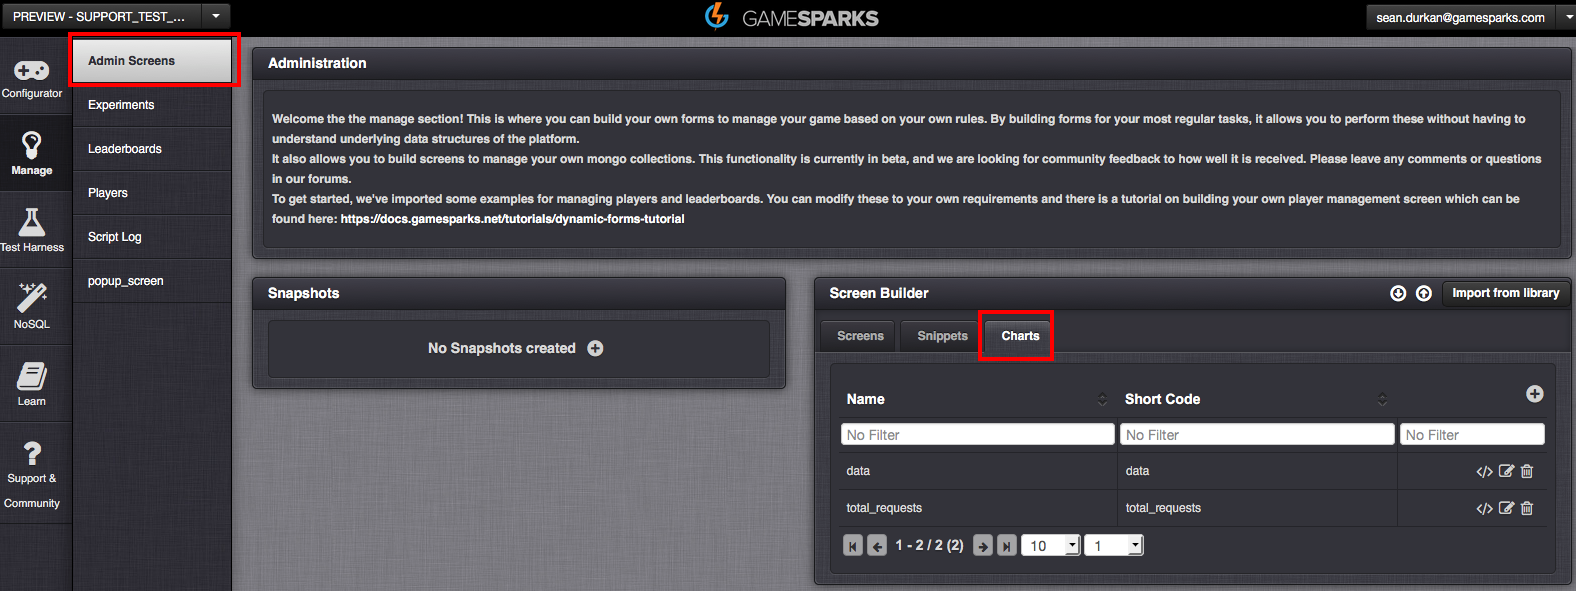 PREVIEW - SUPPORT_TEST_...
GAMESPARKS
sean.durkan@gamesparks.com
Configurator
Manage
Test Harness
NoSQL
Learn
Support &
Community
Admin Screens
Experiments
Leaderboards
Players
Script Log
popup_screen
Administration
Welcome the the manage section! This is where you can build your own forms to manage your game based on your own rules. By building forms for your most regular tasks, it allows you to perform these without having to
understand underlying data structures of the platform.
It also allows you to build screens to manage your own mongo collections. This functionality is currently in beta, and we are looking for community feedback to how well it is received. Please leave any comments or questions
in our forums.
To get started, we've imported some examples for managing players and leaderboards. You can modify these to your own requirements and there is a tutorial on building your own player management screen which can be
found here: https://docs.gamesparks.net/tutorials/dynamic-forms-tutorial
Snapshots
No Snapshots created
Screen Builder
Import from library
Screens Snippets Charts
Name Short Code
No Filter No Filter No Filter
data data
total_requests total_requests
1 - 2 / 2 (2) 10 1